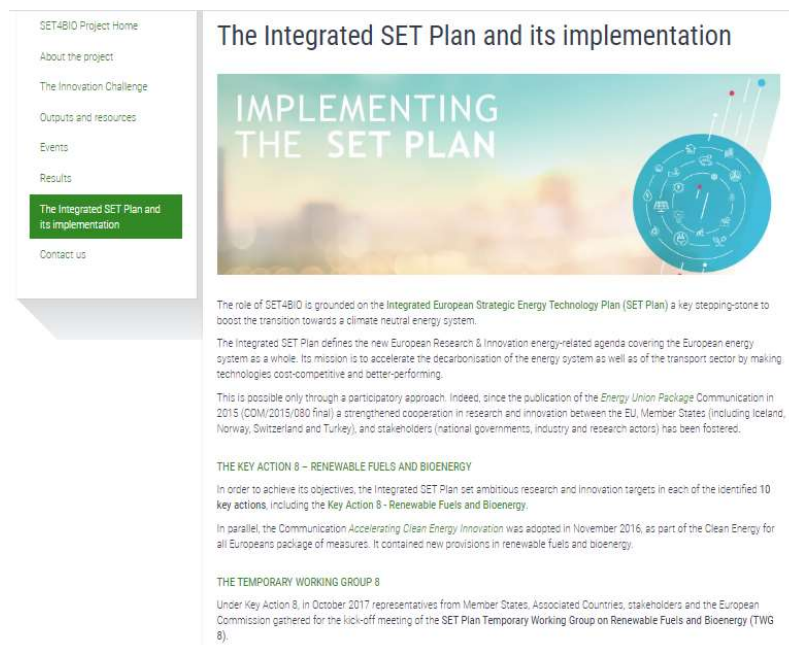 SET4BIO Project Home
About the project
The Innovation Challenge
Outputs and resources
Events
Results
The Integrated SET Plan and
its implementation
Contact us
The Integrated SET Plan and its implementation
IMPLEMENTING
THE SET PLAN
The role of SET4BIO is grounded on the Integrated European Strategic Energy Technology Plan (SET Plan) a key stepping-stone to
boost the transition towards a climate neutral energy system.
The Integrated SET Plan defines the new European Research & Innovation energy-related agenda covering the European energy
system as a whole. Its mission is to accelerate the decarbonisation of the energy system as well as of the transport sector by making
technologies cost-competitive and better-performing.
This is possible only through a participatory approach. Indeed, since the publication of the Energy Union Package Communication in
2015 (COM/2015/080 final) a strengthened cooperation in research and innovation between the EU, Member States (including Iceland,
Norway, Switzerland and Turkey), and stakeholders (national governments, industry and research actors) has been fostered.
THE KEY ACTION 8 – RENEWABLE FUELS AND BIOENERGY
In order to achieve its objectives, the Integrated SET Plan set ambitious research and innovation targets in each of the identified 10
key actions, including the Key Action 8 - Renewable Fuels and Bioenergy.
In parallel, the Communication Accelerating Clean Energy Innovation was adopted in November 2016, as part of the Clean Energy for
all Europeans package of measures. It contained new provisions in renewable fuels and bioenergy.
THE TEMPORARY WORKING GROUP 8
Under Key Action 8, in October 2017 representatives from Member States, Associated Countries, stakeholders and the European
Commission gathered for the kick-off meeting of the SET Plan Temporary Working Group on Renewable Fuels and Bioenergy (TWG
8).